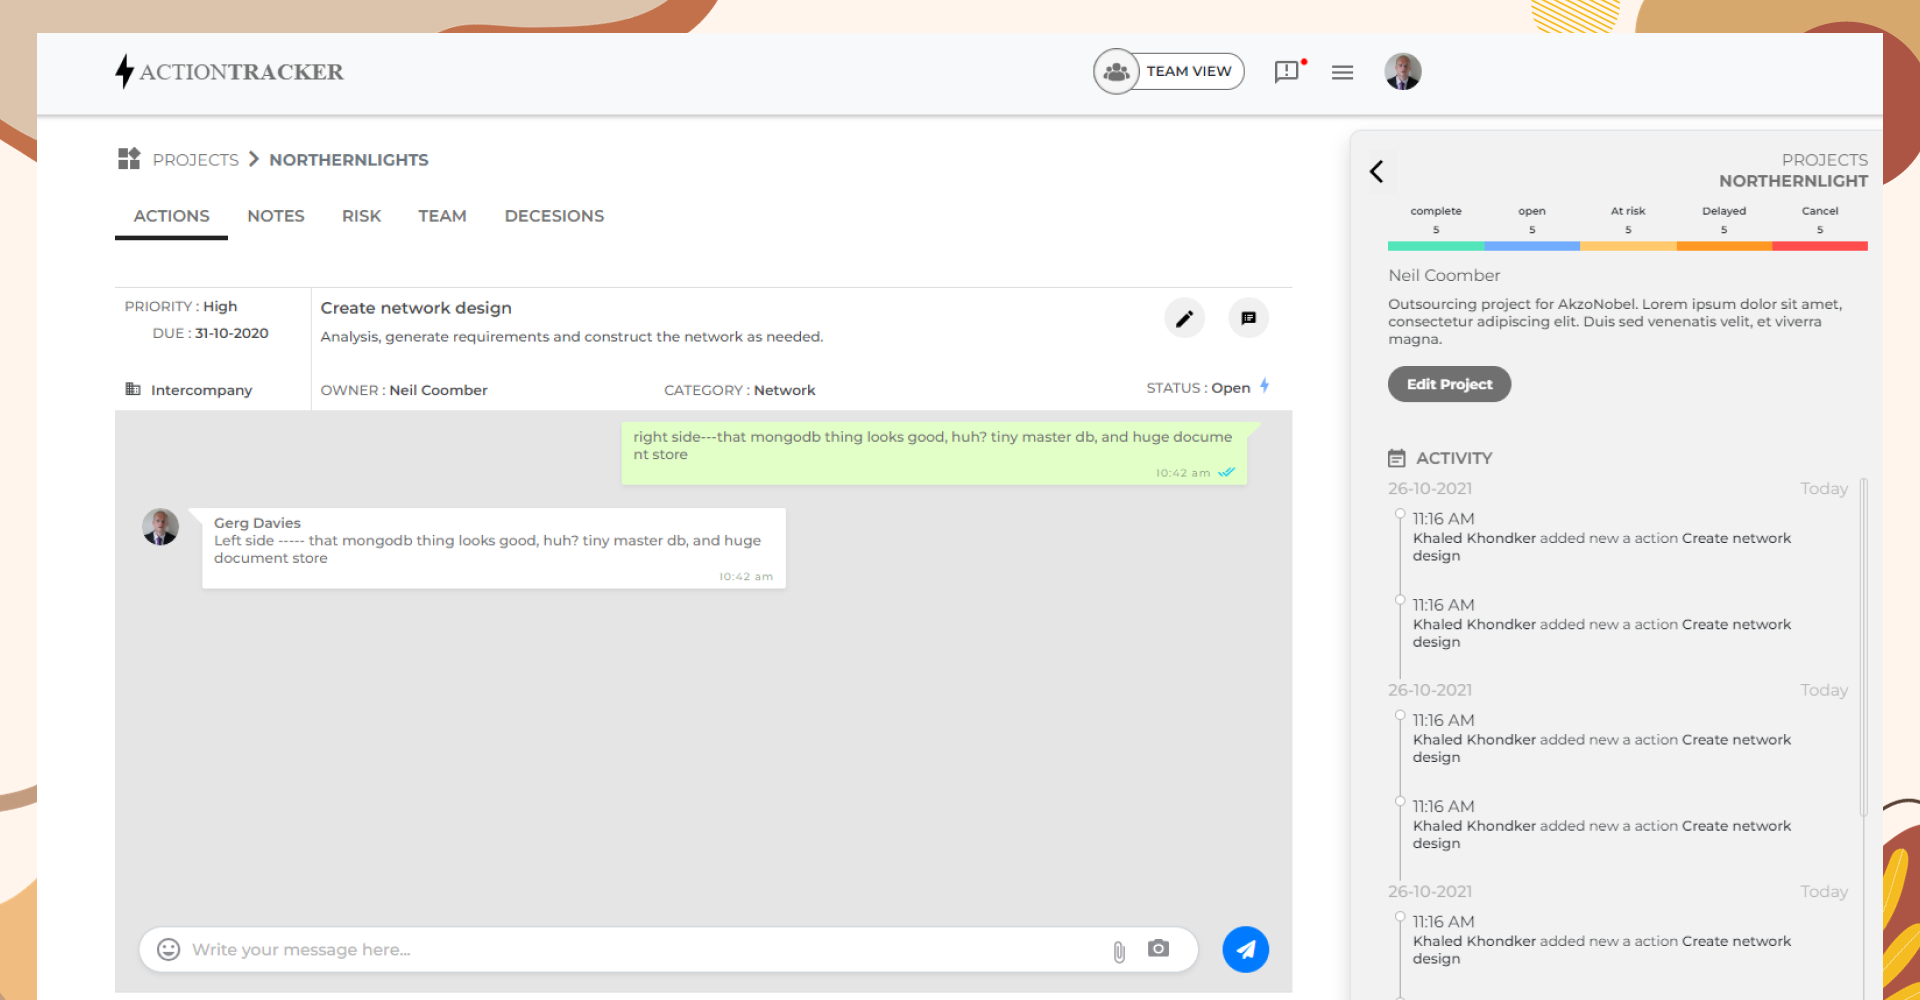 ACTIONTRACKER
TEAM VIEW
PROJECTS NORTHERNLIGHTS
ACTIONS NOTES RISK TEAM DECESIONS
PRIORITY : High
DUE : 31-10-2020
Intercompany
Create network design
Analysis, generate requirements and construct the network as needed.
OWNER : Neil Coomber CATEGORY : Network STATUS : Open
right side---that mongodb thing looks good, huh? tiny master db, and huge docume
nt store
10:42 am
Gerg Davies
Left side ----- that mongodb thing looks good, huh? tiny master db, and huge
document store
10:42 am
Write your message here...
PROJECTS
NORTHERNLIGHT
complete open At risk Delayed Cancel
5 5 5 5 5
Neil Coomber
Outsourcing project for AkzoNobel. Lorem ipsum dolor sit amet,
consectetur adipiscing elit. Duis sed venenatis velit, et viverra
magna.
Edit Project
ACTIVITY
26-10-2021 Today
11:16 AM
Khaled Khondker added new a action Create network
design
11:16 AM
Khaled Khondker added new a action Create network
design
26-10-2021 Today
11:16 AM
Khaled Khondker added new a action Create network
design
11:16 AM
Khaled Khondker added new a action Create network
design
26-10-2021 Today
11:16 AM
Khaled Khondker added new a action Create network
design